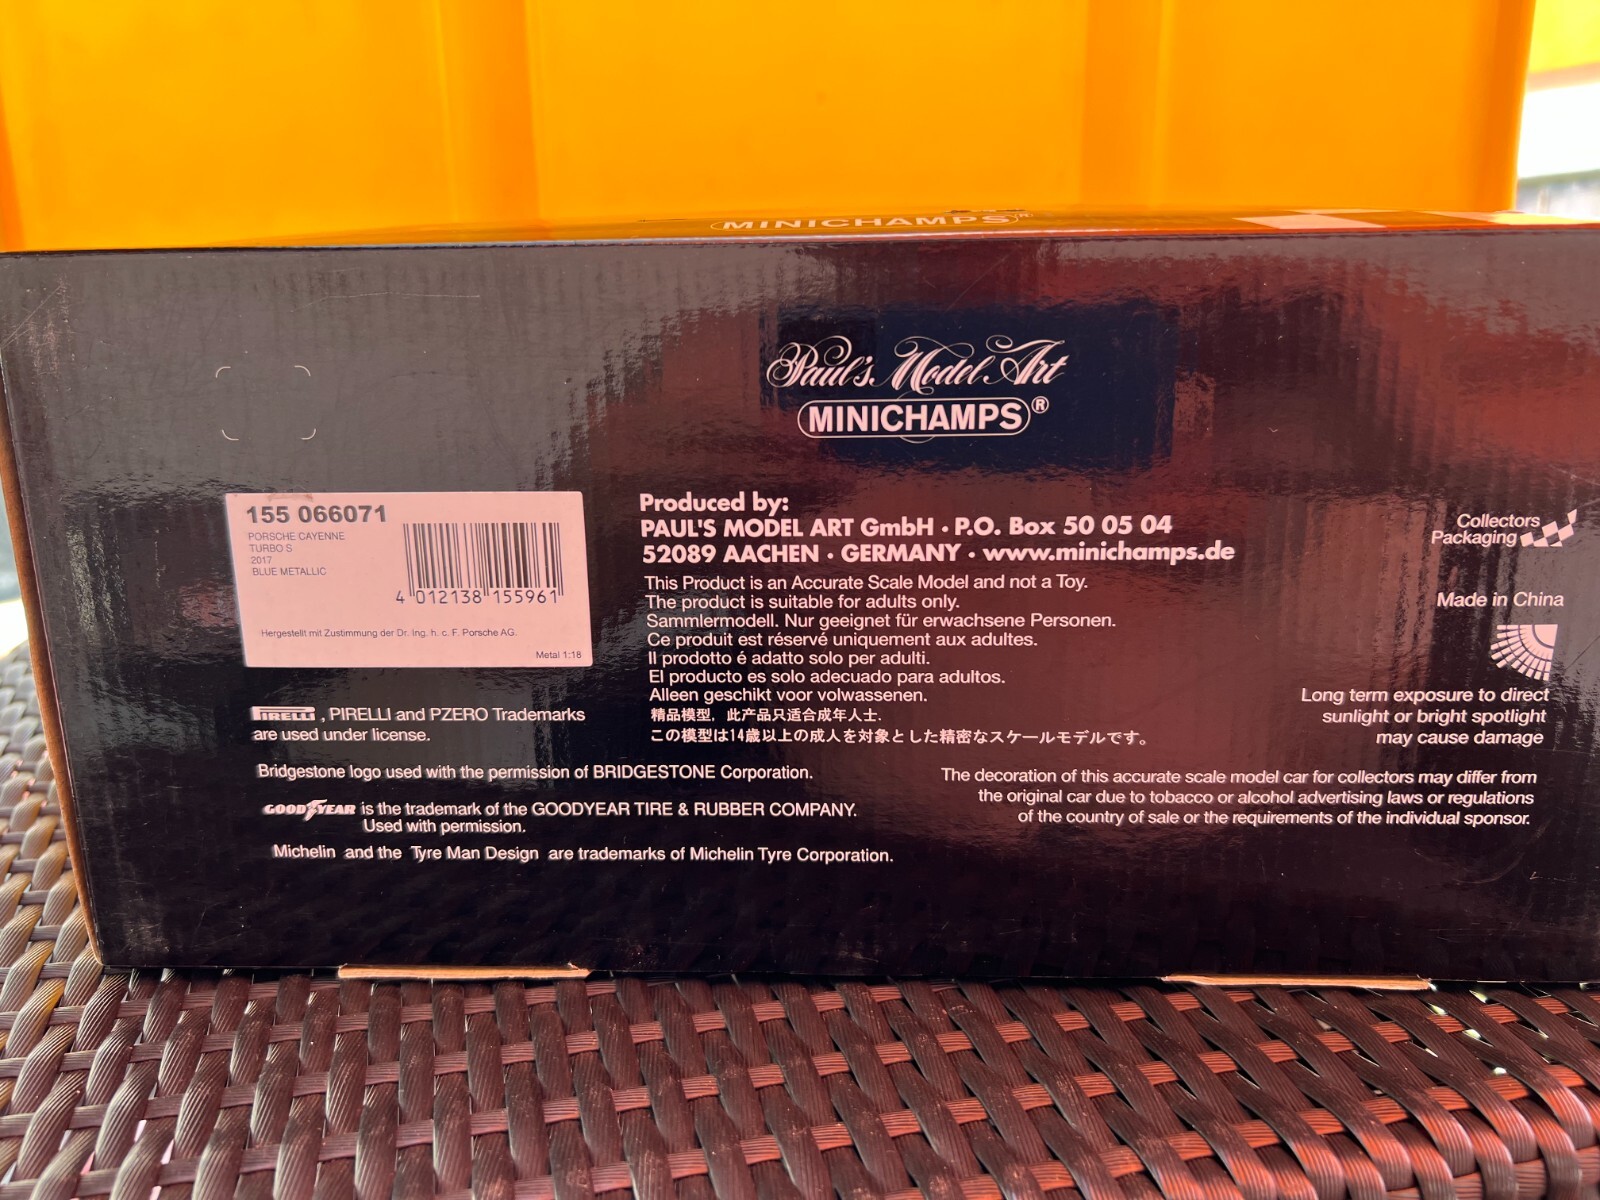 MINICHAMPS®
Paul's Model Art
MINICHAMPS®
155 066071
PORSCHE CAYENNE
TURBO S
2017
BLUE METALLIC
4 012138 155961
Hergestellt mit Zustimmung der Dr. Ing. h. c. F. Porsche AG.
Metal 1:18
Produced by:
PAUL'S MODEL ART GmbH · P.O. Box 50 05 04
52089 AACHEN · GERMANY · www.minichamps.de
This Product is an Accurate Scale Model and not a Toy.
The product is suitable for adults only.
Sammlermodell. Nur geeignet für erwachsene Personen.
Ce produit est réservé uniquement aux adultes.
Il prodotto é adatto solo per adulti.
El producto es solo adecuado para adultos.
Alleen geschikt voor volwassenen.
精品模型，此产品只适合成年人士.
この模型は14歳以上の成人を対象とした精密なスケールモデルです。
PIRELLI, PIRELLI and PZERO Trademarks
are used under license.
Bridgestone logo used with the permission of BRIDGESTONE Corporation.
GOODYEAR is the trademark of the GOODYEAR TIRE & RUBBER COMPANY.
Used with permission.
Michelin and the Tyre Man Design are trademarks of Michelin Tyre Corporation.
Collectors
Packaging
Made in China
Long term exposure to direct
sunlight or bright spotlight
may cause damage
The decoration of this accurate scale model car for collectors may differ from
the original car due to tobacco or alcohol advertising laws or regulations
of the country of sale or the requirements of the individual sponsor.